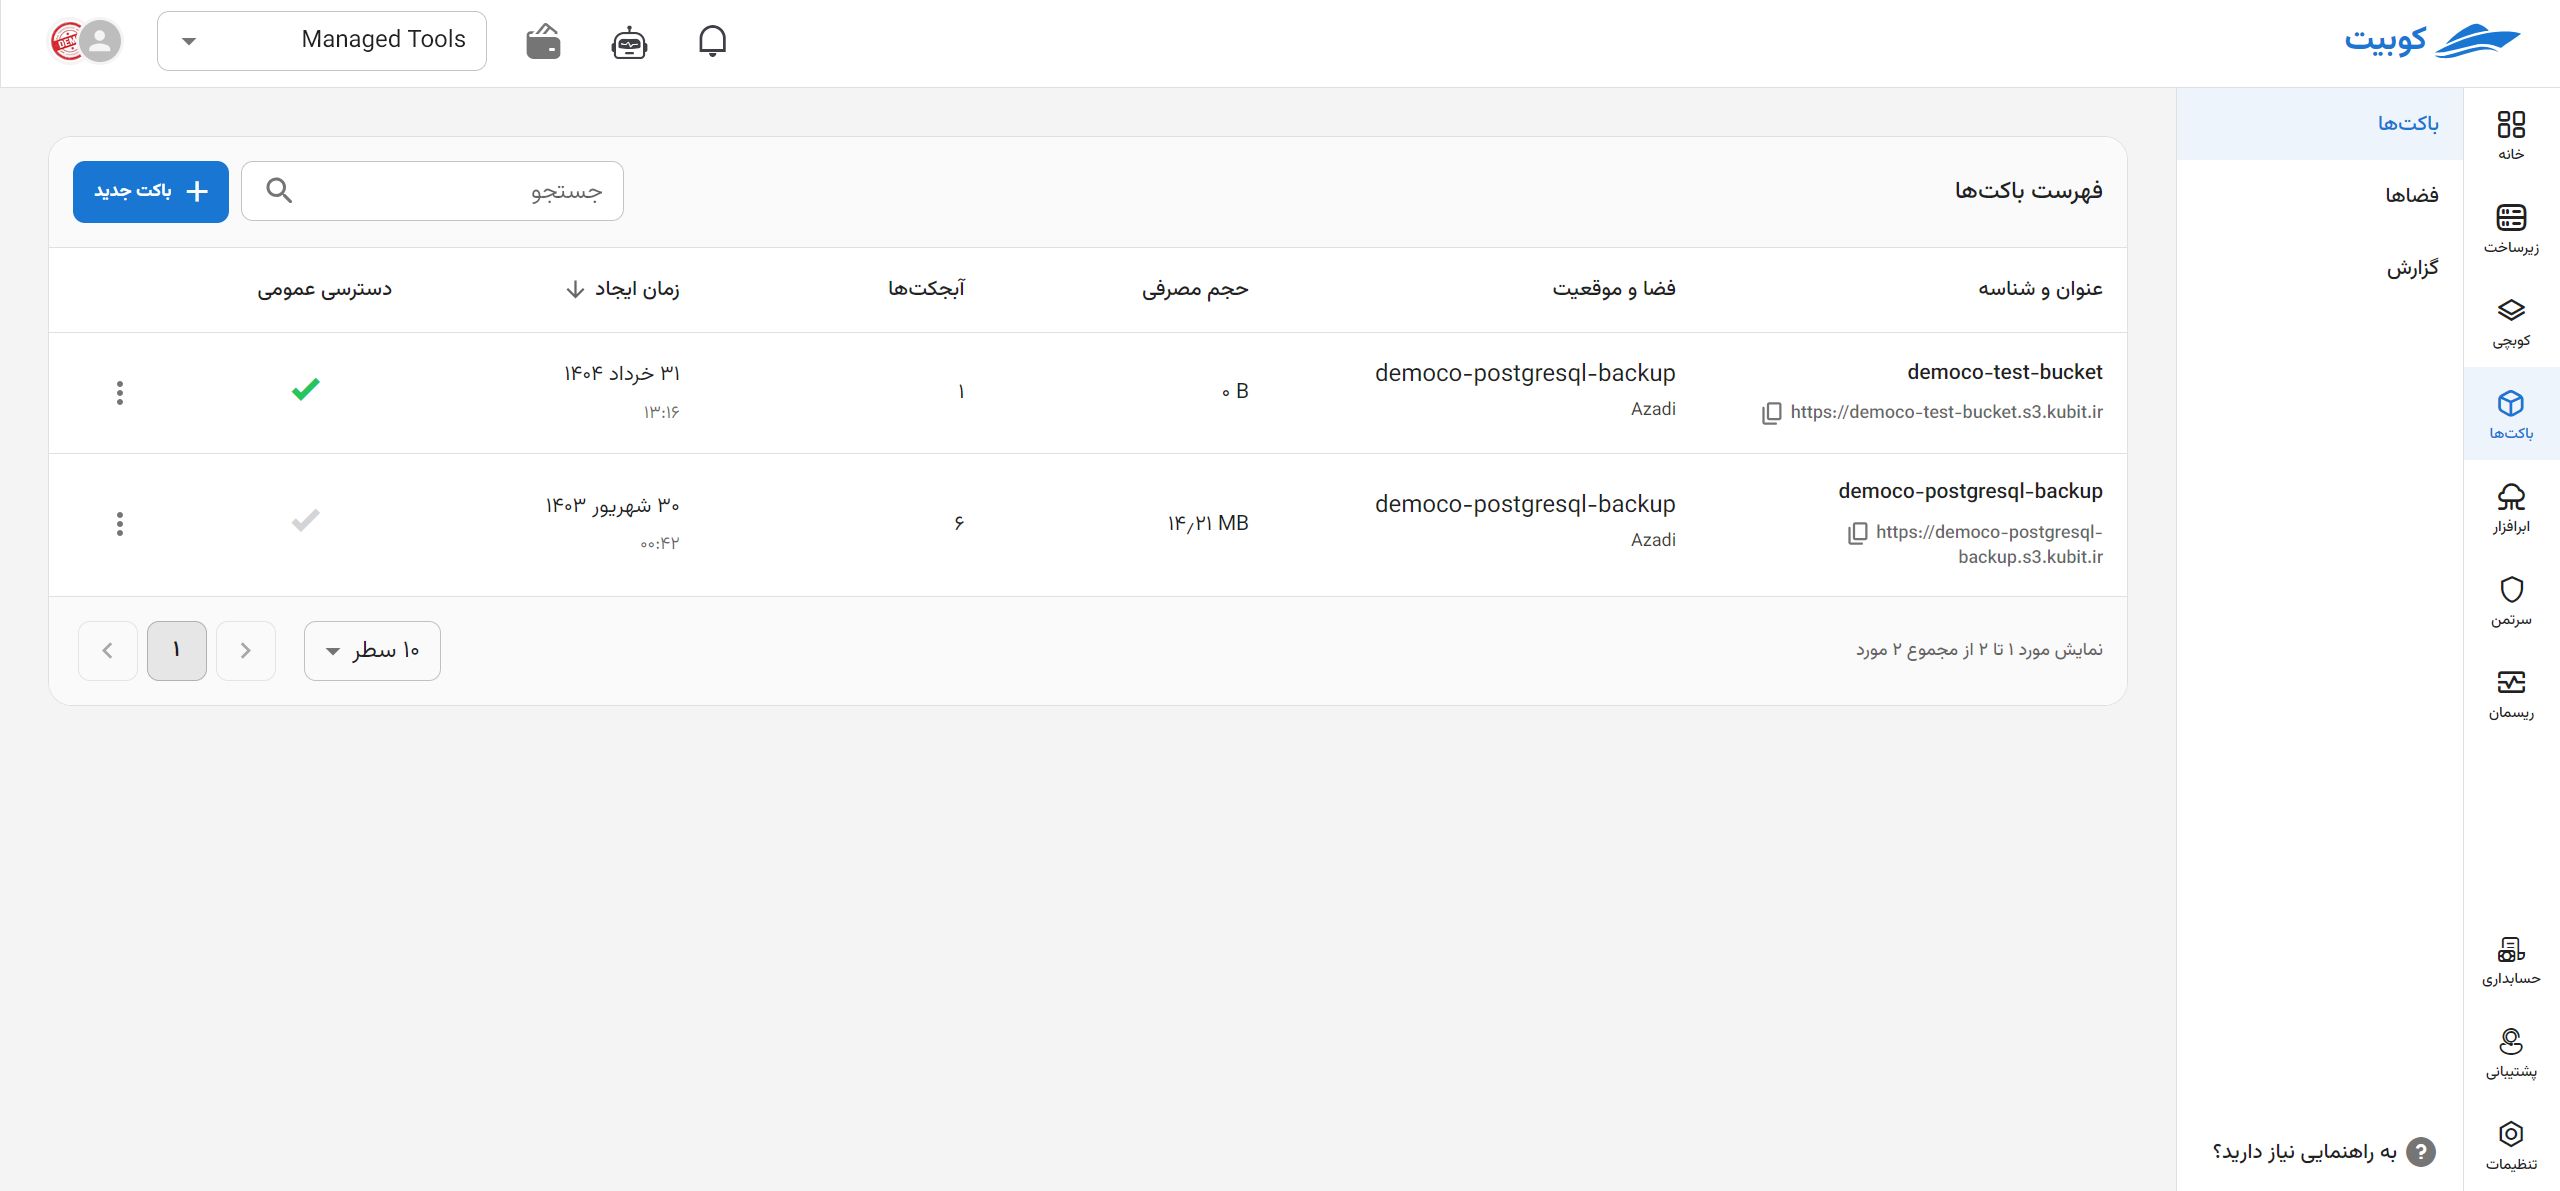 کوبیت
Managed Tools
DEM
خانه
زیرساخت
کوبچی
باکت‌ها
ابرافزار
سرتمن
ریسمان
حسابداری
پشتیبانی
تنظیمات
باکت‌ها
فضاها
گزارش
به راهنمایی نیاز دارید؟
فهرست باکت‌ها
جستجو
باکت جدید
عنوان و شناسه فضا و موقعیت حجم مصرفی آبجکت‌ها زمان ایجاد دسترسی عمومی
democo-test-bucket
https://democo-test-bucket.s3.kubit.ir
democo-postgresql-backup
Azadi
۰ B
۱
۳۱ خرداد ۱۴۰۴
۱۳:۱۶
democo-postgresql-backup
https://democo-postgresql-
backup.s3.kubit.ir
democo-postgresql-backup
Azadi
۱۴٫۲۱ MB
۶
۳۰ شهریور ۱۴۰۳
۰۰:۴۲
نمایش مورد ۱ تا ۲ از مجموع ۲ مورد
۱۰ سطر
۱